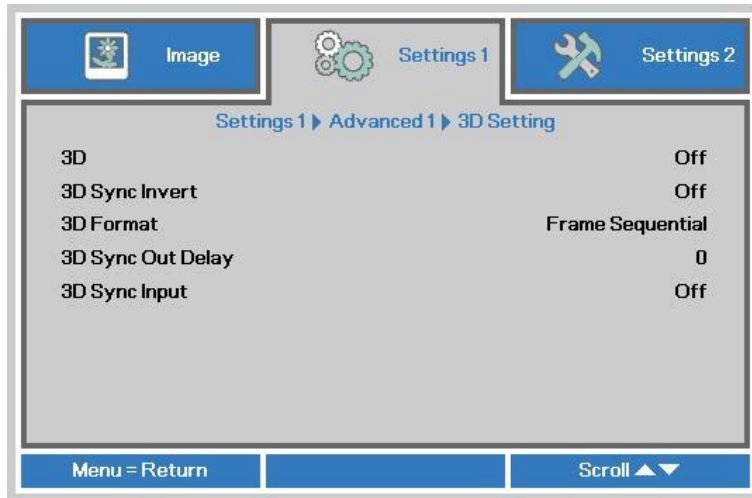 Image Settings 1 Settings 2
Settings 1 ▶ Advanced 1 ▶ 3D Setting
3D Off
3D Sync Invert Off
3D Format Frame Sequential
3D Sync Out Delay 0
3D Sync Input Off
Menu = Return Scroll ▲▼